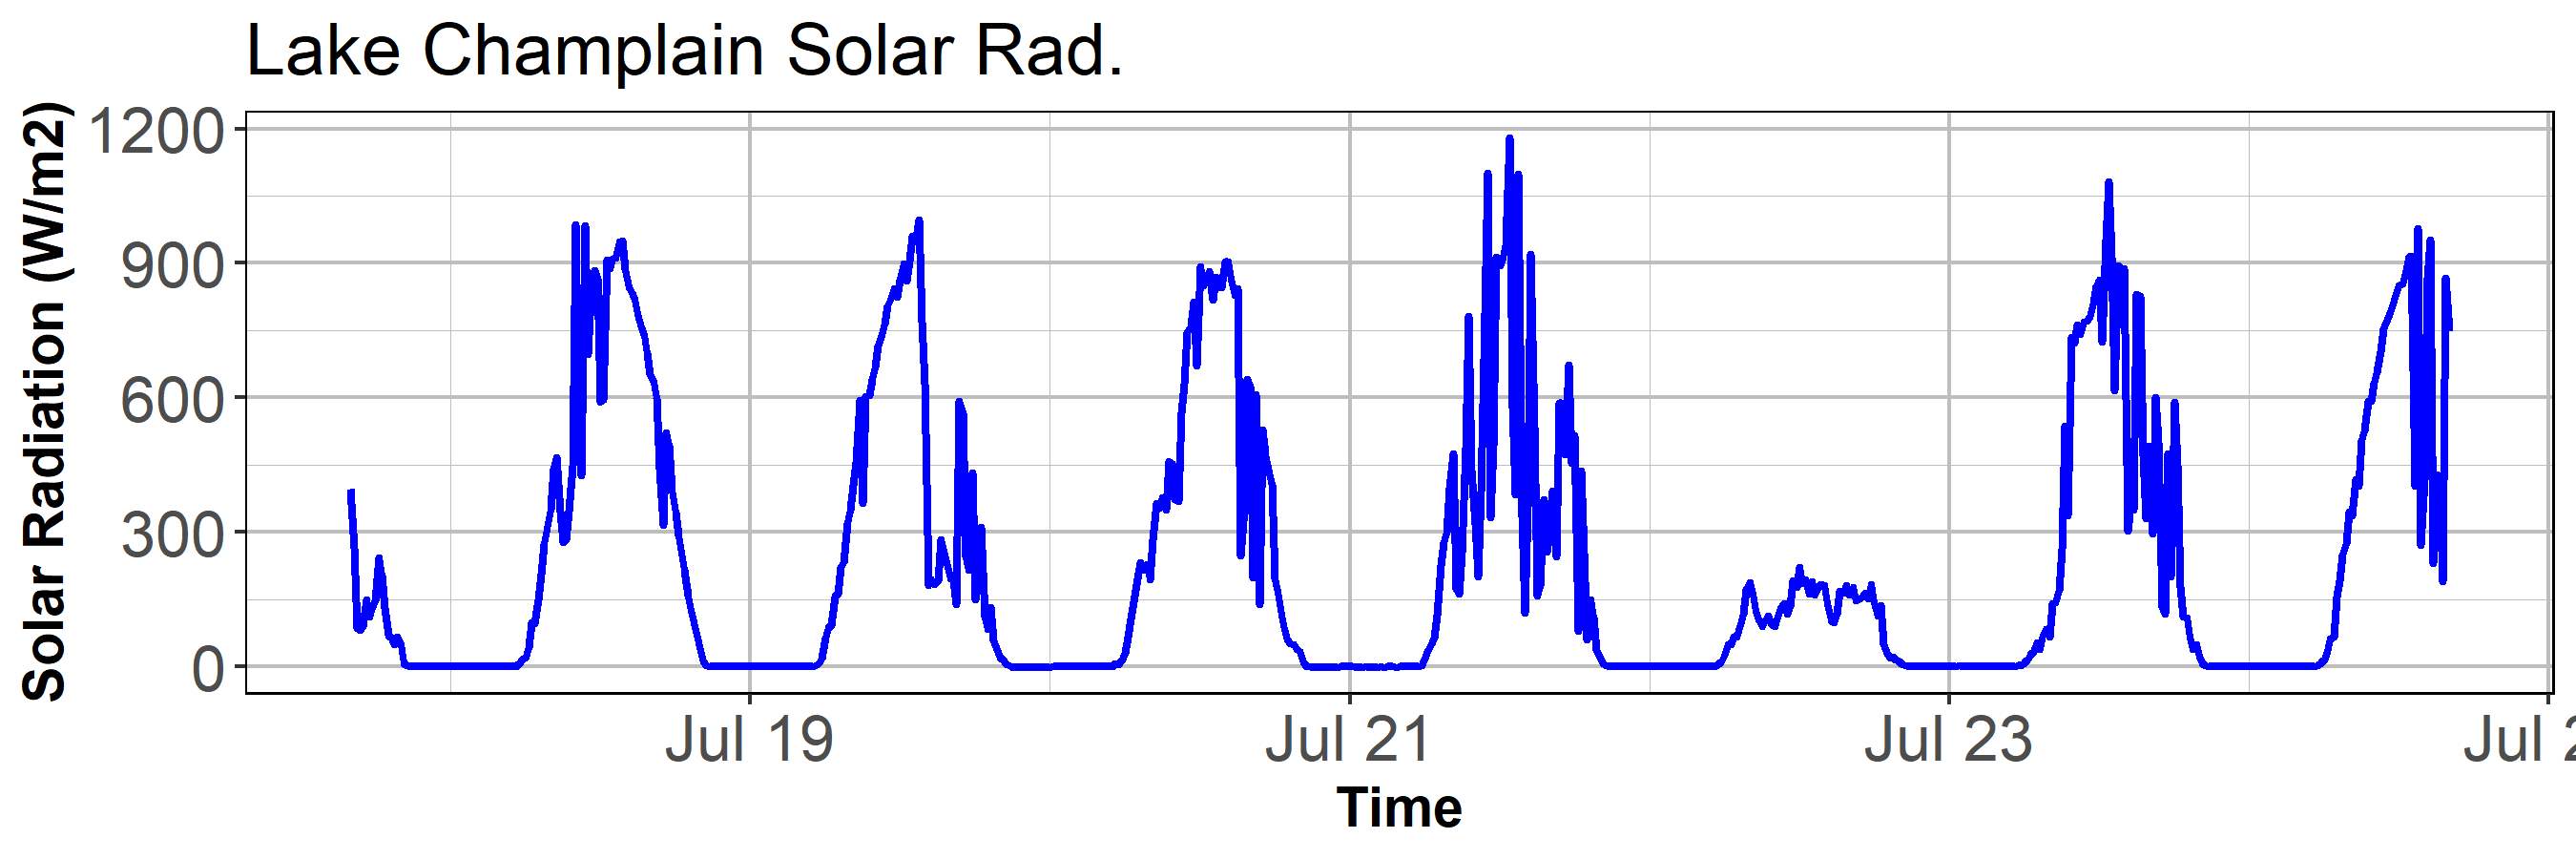 Lake Champlain Solar Rad.
Solar Radiation (W/m2)
1200
900
600
300
0
Jul 19 Jul 21 Jul 23 Jul
Time